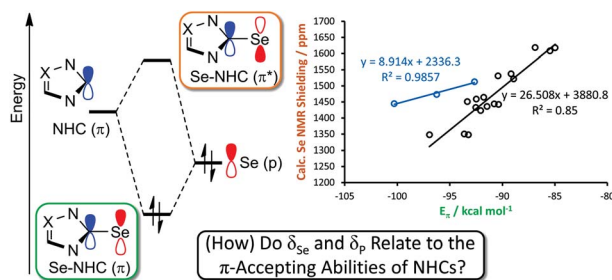 Energy
X
N
N
NHC (π)
X
N
N
Se
Se-NHC (π*)
Se (p)
X
N
N
Se
Se-NHC (π)
Calc. Se NMR Shielding / ppm
1700
1650
1600
1550
1500
1450
1400
1350
1300
1250
1200
y = 8.914x + 2336.3
R² = 0.9857
y = 26.508x + 3880.8
R² = 0.85
-105 -100 -95 -90 -85 -80
Eπ / kcal mol⁻¹
(How) Do δSe and δP Relate to the
π-Accepting Abilities of NHCs?